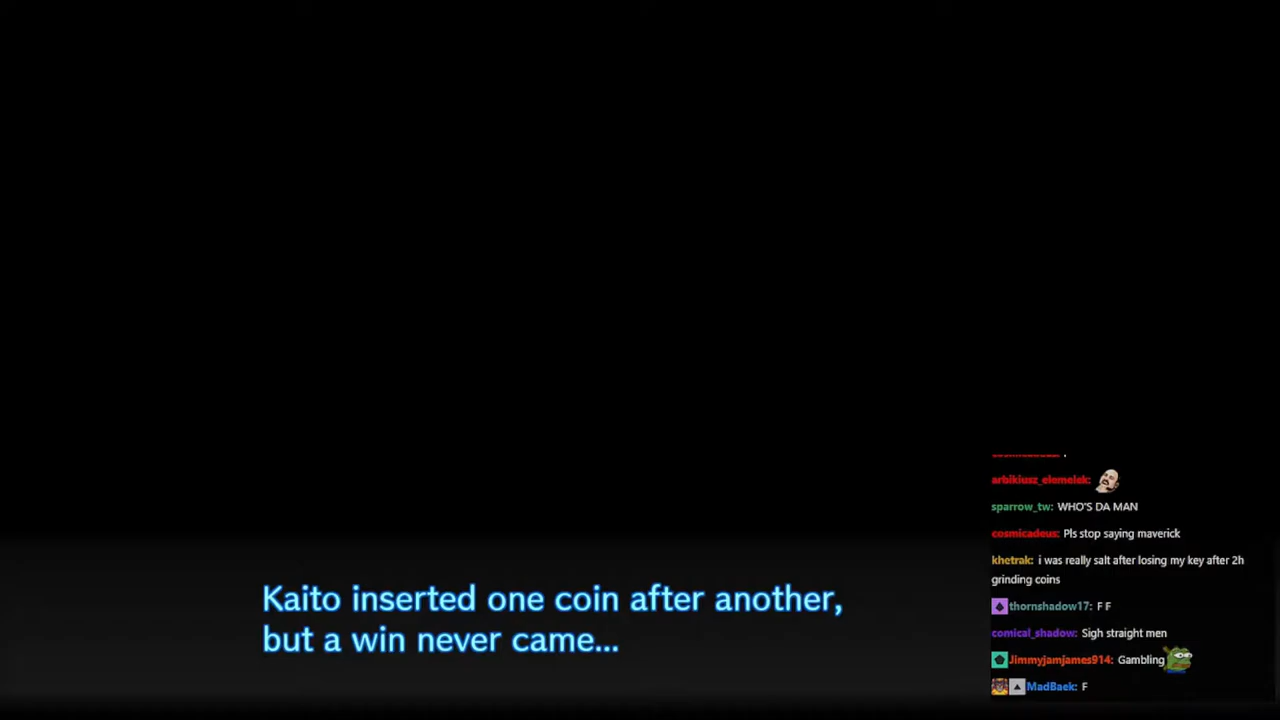 arbikiusz_elemelek:
sparrow_tw: WHO'S DA MAN
cosmicadeus: Pls stop saying maverick
khetrak: i was really salt after losing my key after 2h
grinding coins
thornshadow17: F F
comical_shadow: Sigh straight men
Jimmyjamjames914: Gambling
MadBaek: F
Kaito inserted one coin after another,
but a win never came...